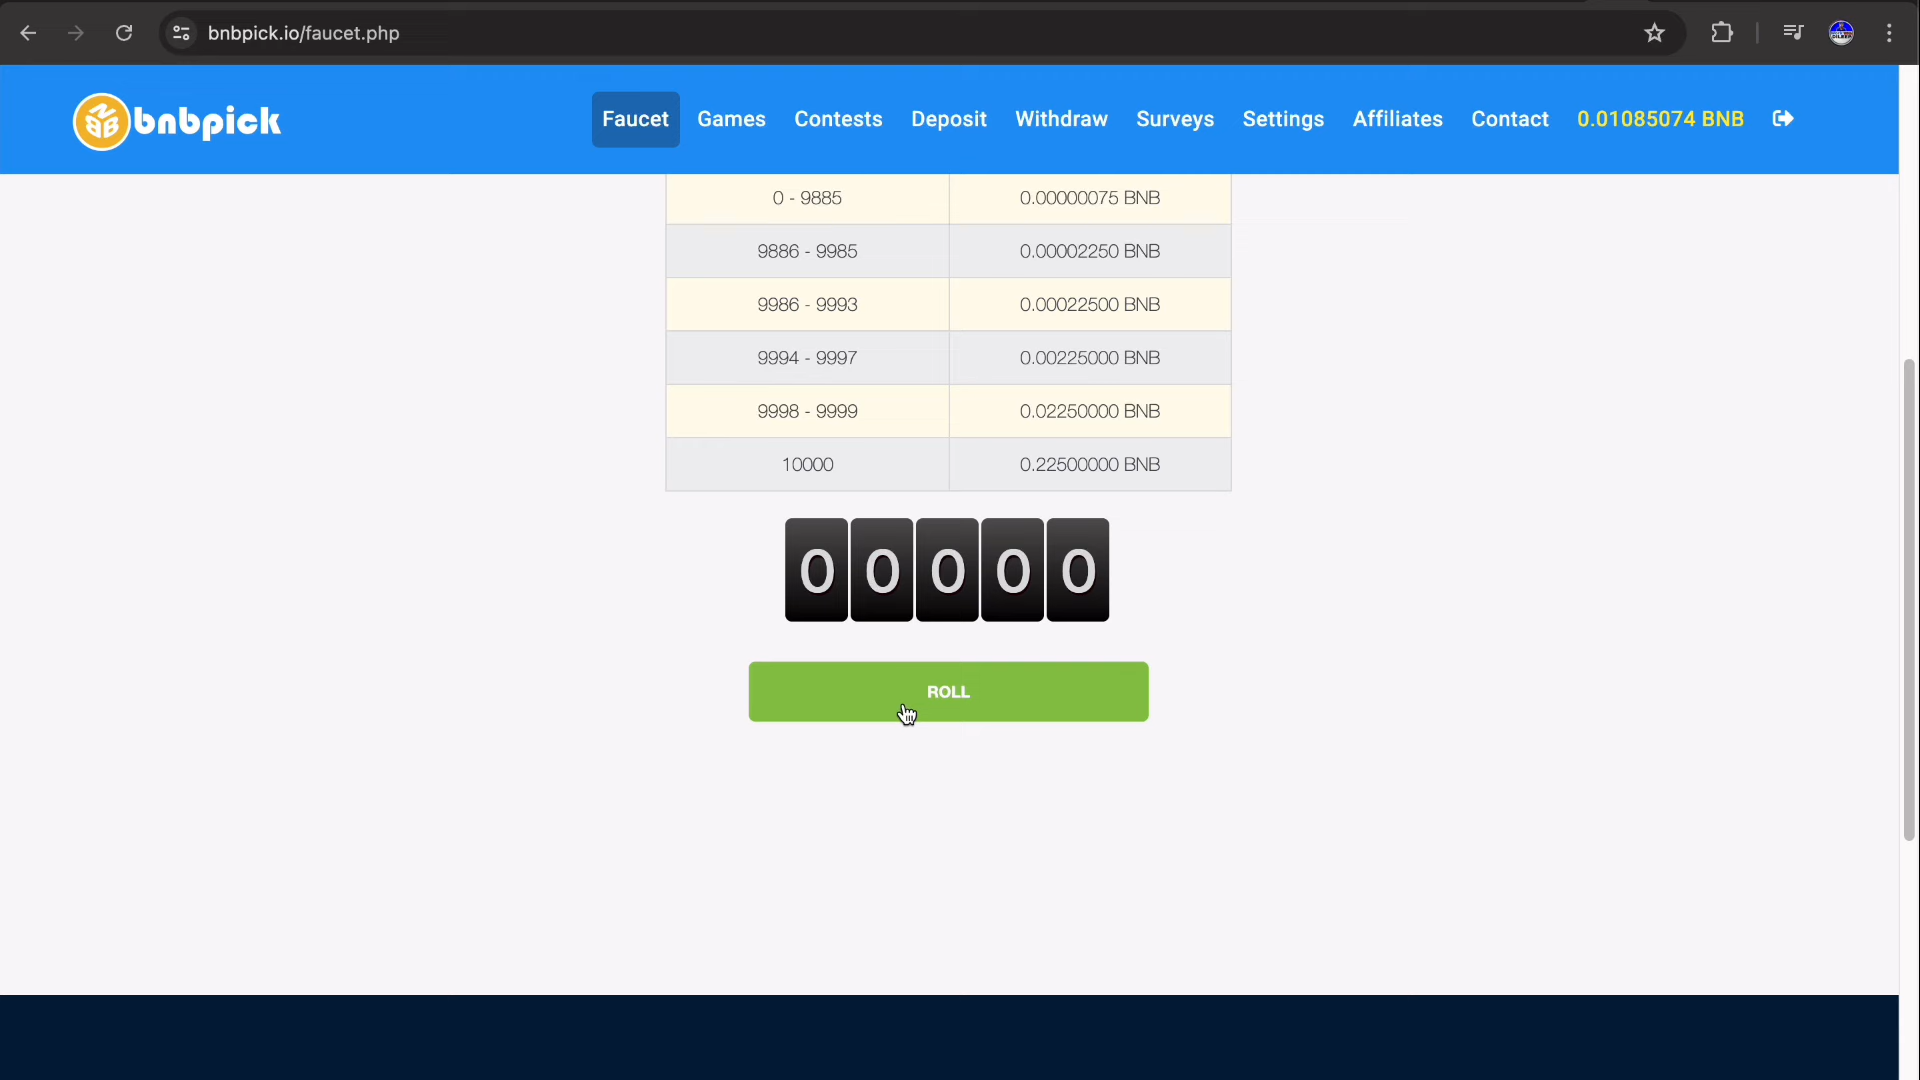 bnbpick.io/faucet.php
bnbpick
Faucet Games Contests Deposit Withdraw Surveys Settings Affiliates Contact 0.01085074 BNB
0 - 9885 0.00000075 BNB
9886 - 9985 0.00002250 BNB
9986 - 9993 0.00022500 BNB
9994 - 9997 0.00225000 BNB
9998 - 9999 0.02250000 BNB
10000 0.22500000 BNB
0 0 0 0 0
ROLL